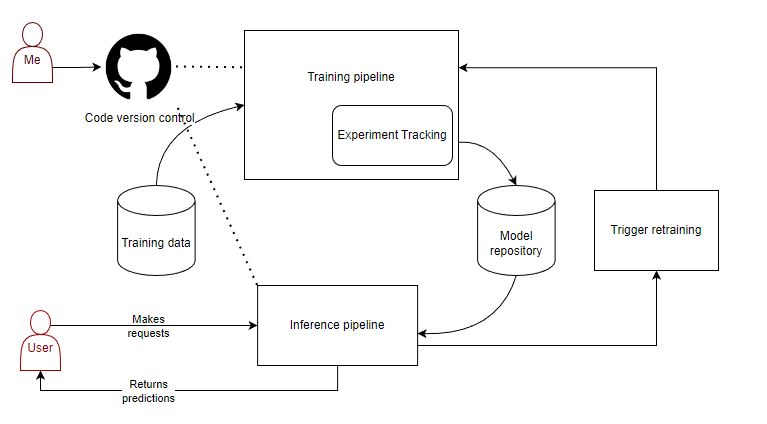 Me
Training pipeline
Code version control
Experiment Tracking
Training data
Model
repository
Trigger retraining
Makes
requests
Inference pipeline
User
Returns
predictions